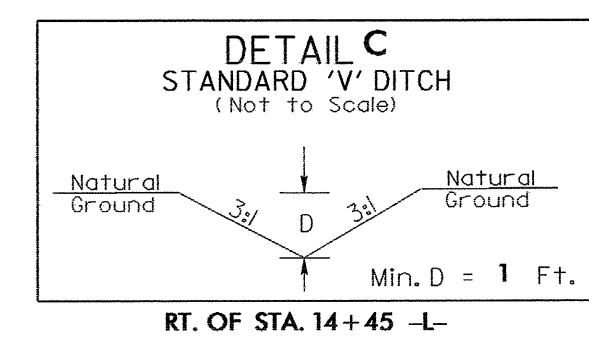 DETAIL C
STANDARD 'V' DITCH
(Not to Scale)
Natural
Ground
3:1
D
3:1
Natural
Ground
Min. D = 1 Ft.
RT. OF STA. 14+45 -L-